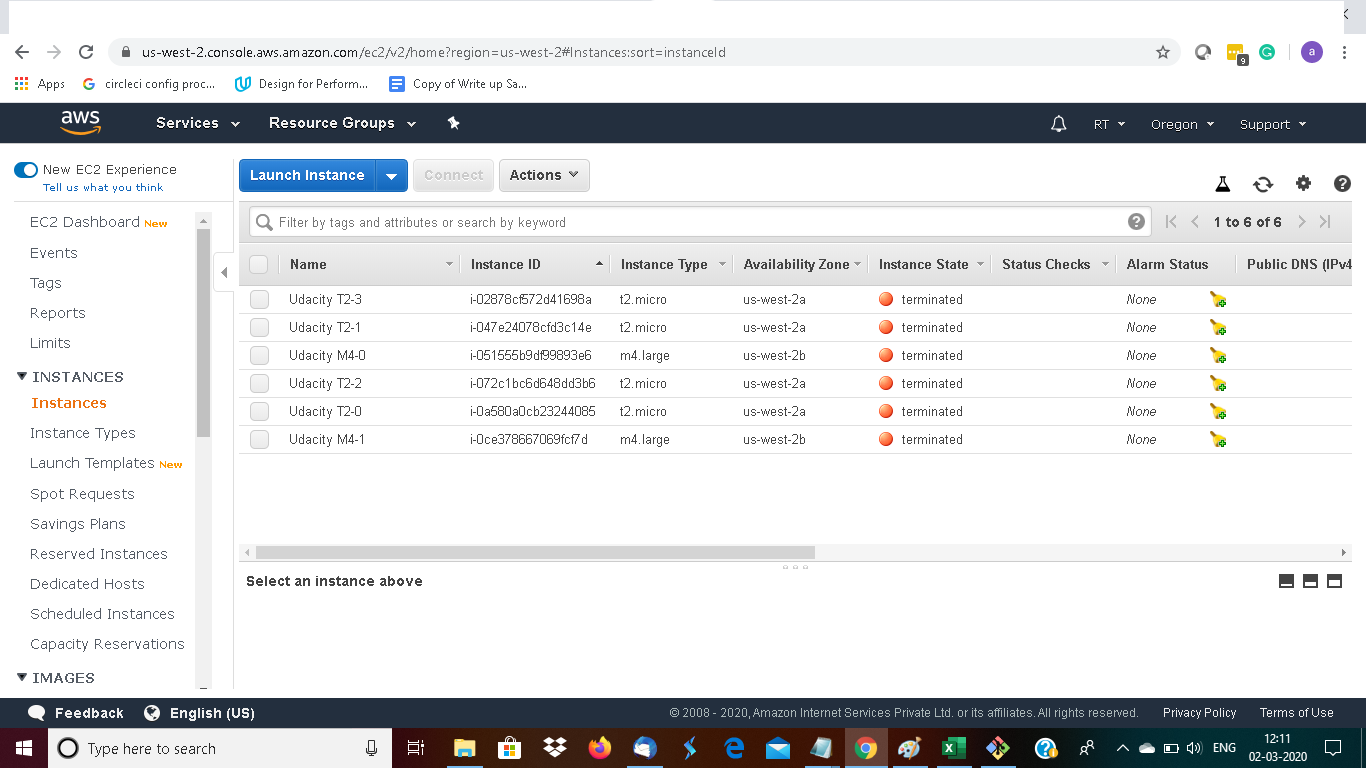 us-west-2.console.aws.amazon.com/ec2/v2/home?region=us-west-2#Instances:sort=instanceId
9
a
Apps circleci config proc... Design for Perform... Copy of Write up Sa...
aws Services Resource Groups RT Oregon Support
New EC2 Experience
Tell us what you think
Launch Instance Connect Actions
EC2 Dashboard New
Events
Tags
Reports
Limits
INSTANCES
Instances
Instance Types
Launch Templates New
Spot Requests
Savings Plans
Reserved Instances
Dedicated Hosts
Scheduled Instances
Capacity Reservations
IMAGES
Filter by tags and attributes or search by keyword 1 to 6 of 6
Name Instance ID Instance Type Availability Zone Instance State Status Checks Alarm Status Public DNS (IPv4
Udacity T2-3 i-02878cf572d41698a t2.micro us-west-2a terminated None
Udacity T2-1 i-047e24078cfd3c14e t2.micro us-west-2a terminated None
Udacity M4-0 i-051555b9df99893e6 m4.large us-west-2b terminated None
Udacity T2-2 i-072c1bc6d648dd3b6 t2.micro us-west-2a terminated None
Udacity T2-0 i-0a580a0cb23244085 t2.micro us-west-2a terminated None
Udacity M4-1 i-0ce378667069fcf7d m4.large us-west-2b terminated None
Select an instance above
Feedback English (US) © 2008 - 2020, Amazon Internet Services Private Ltd. or its affiliates. All rights reserved. Privacy Policy Terms of Use
Type here to search ENG 12:11
02-03-2020